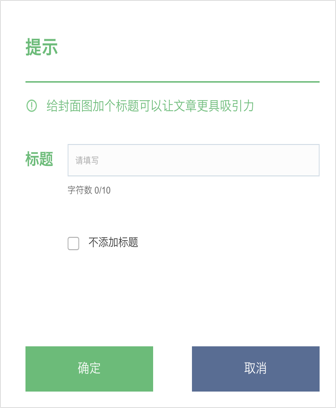 提示
给封面图加个标题可以让文章更具吸引力
标题 请填写
字符数 0/10
不添加标题
确定 取消